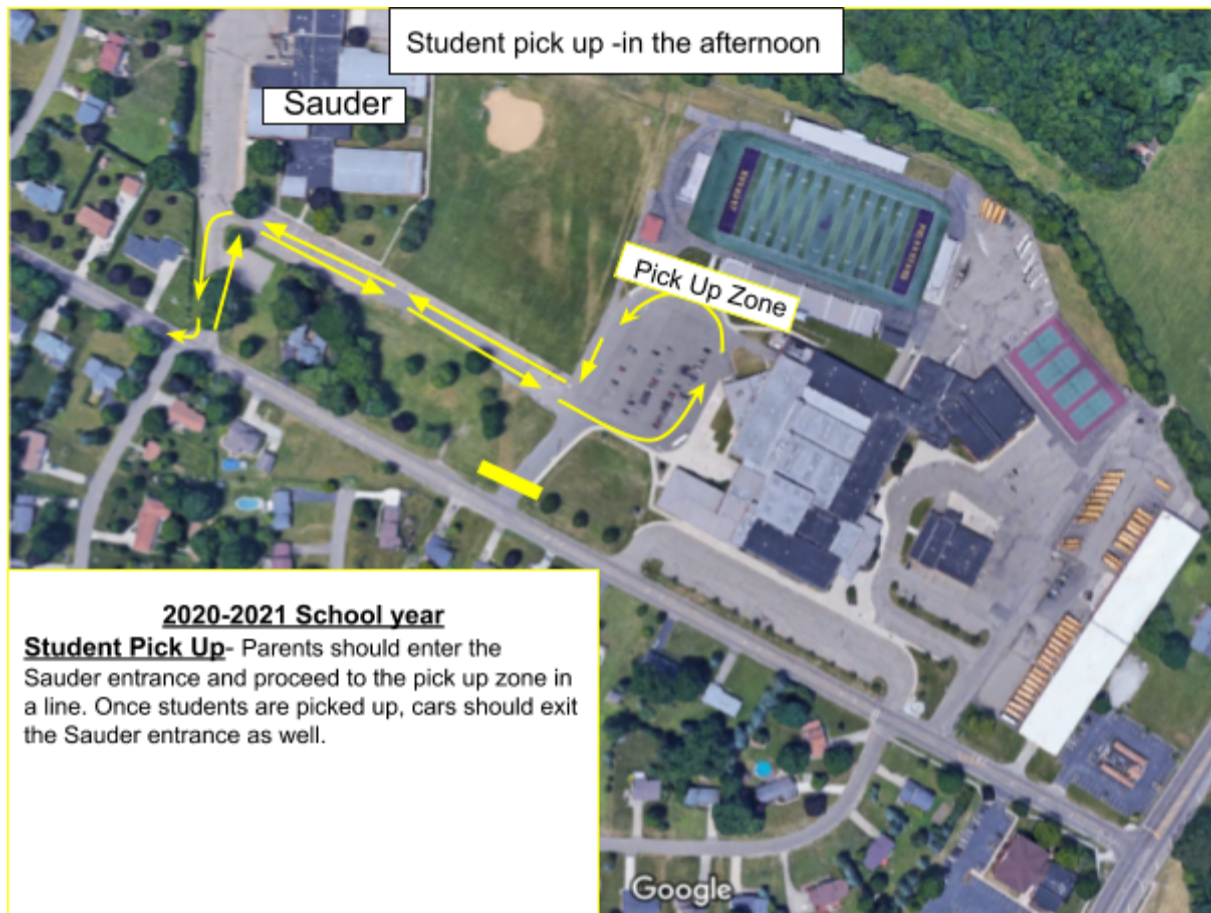 Student pick up -in the afternoon
Sauder
Pick Up Zone
2020-2021 School year
Student Pick Up- Parents should enter the
Sauder entrance and proceed to the pick up zone in
a line. Once students are picked up, cars should exit
the Sauder entrance as well.
Google